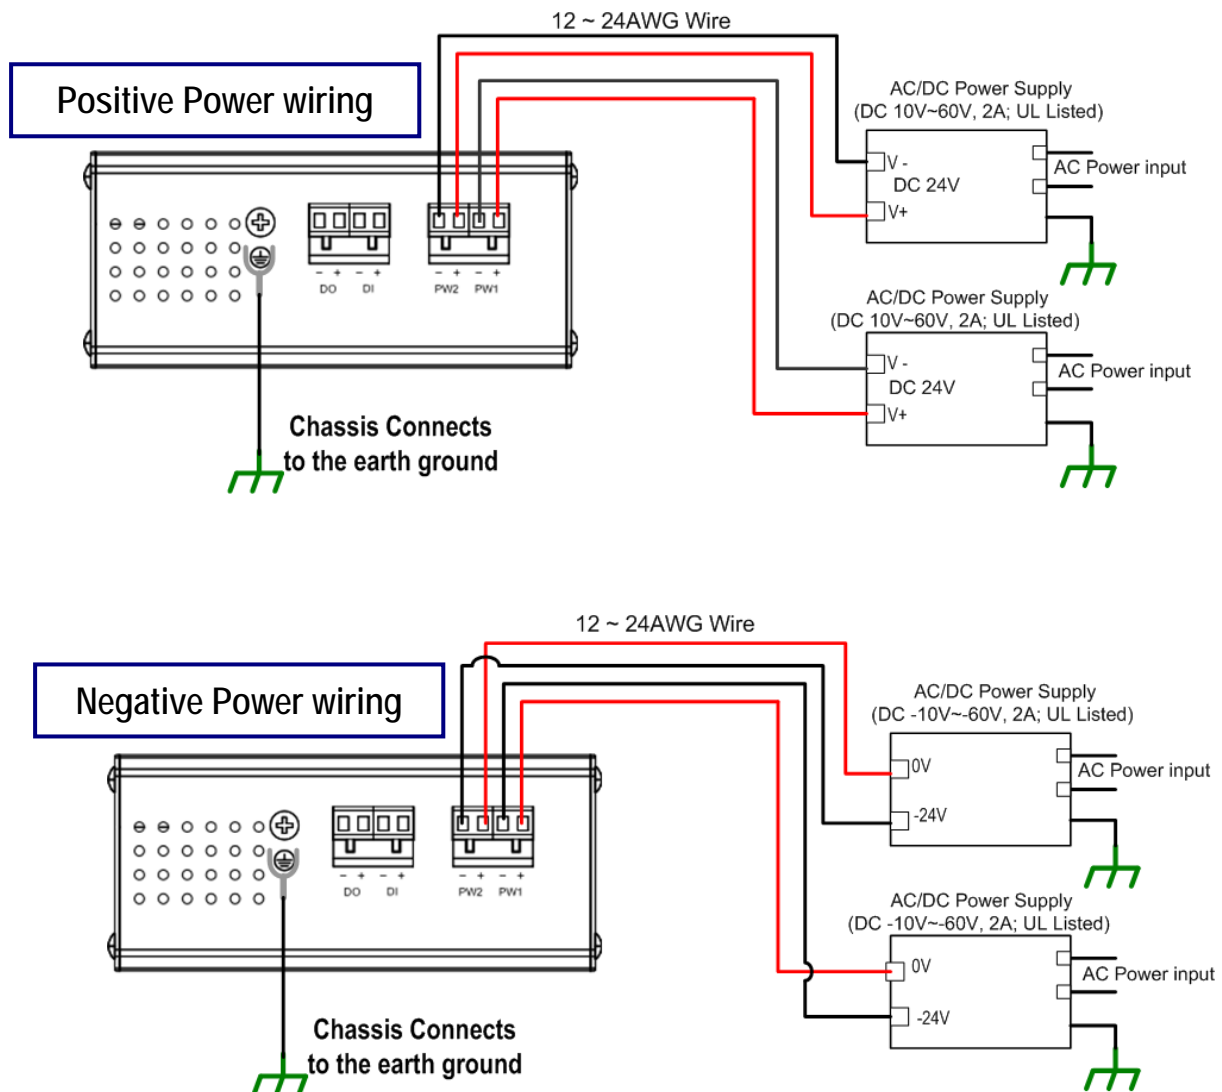 12 ~ 24AWG Wire
Positive Power wiring
AC/DC Power Supply
(DC 10V~60V, 2A; UL Listed)
V -
DC 24V
V+
AC Power input
- + - +
DO DI
- + - +
PW2 PW1
AC/DC Power Supply
(DC 10V~60V, 2A; UL Listed)
V -
DC 24V
V+
AC Power input
Chassis Connects
to the earth ground
12 ~ 24AWG Wire
Negative Power wiring
AC/DC Power Supply
(DC -10V~-60V, 2A; UL Listed)
0V
-24V
AC Power input
- + - +
DO DI
- + - +
PW2 PW1
AC/DC Power Supply
(DC -10V~-60V, 2A; UL Listed)
0V
-24V
AC Power input
Chassis Connects
to the earth ground